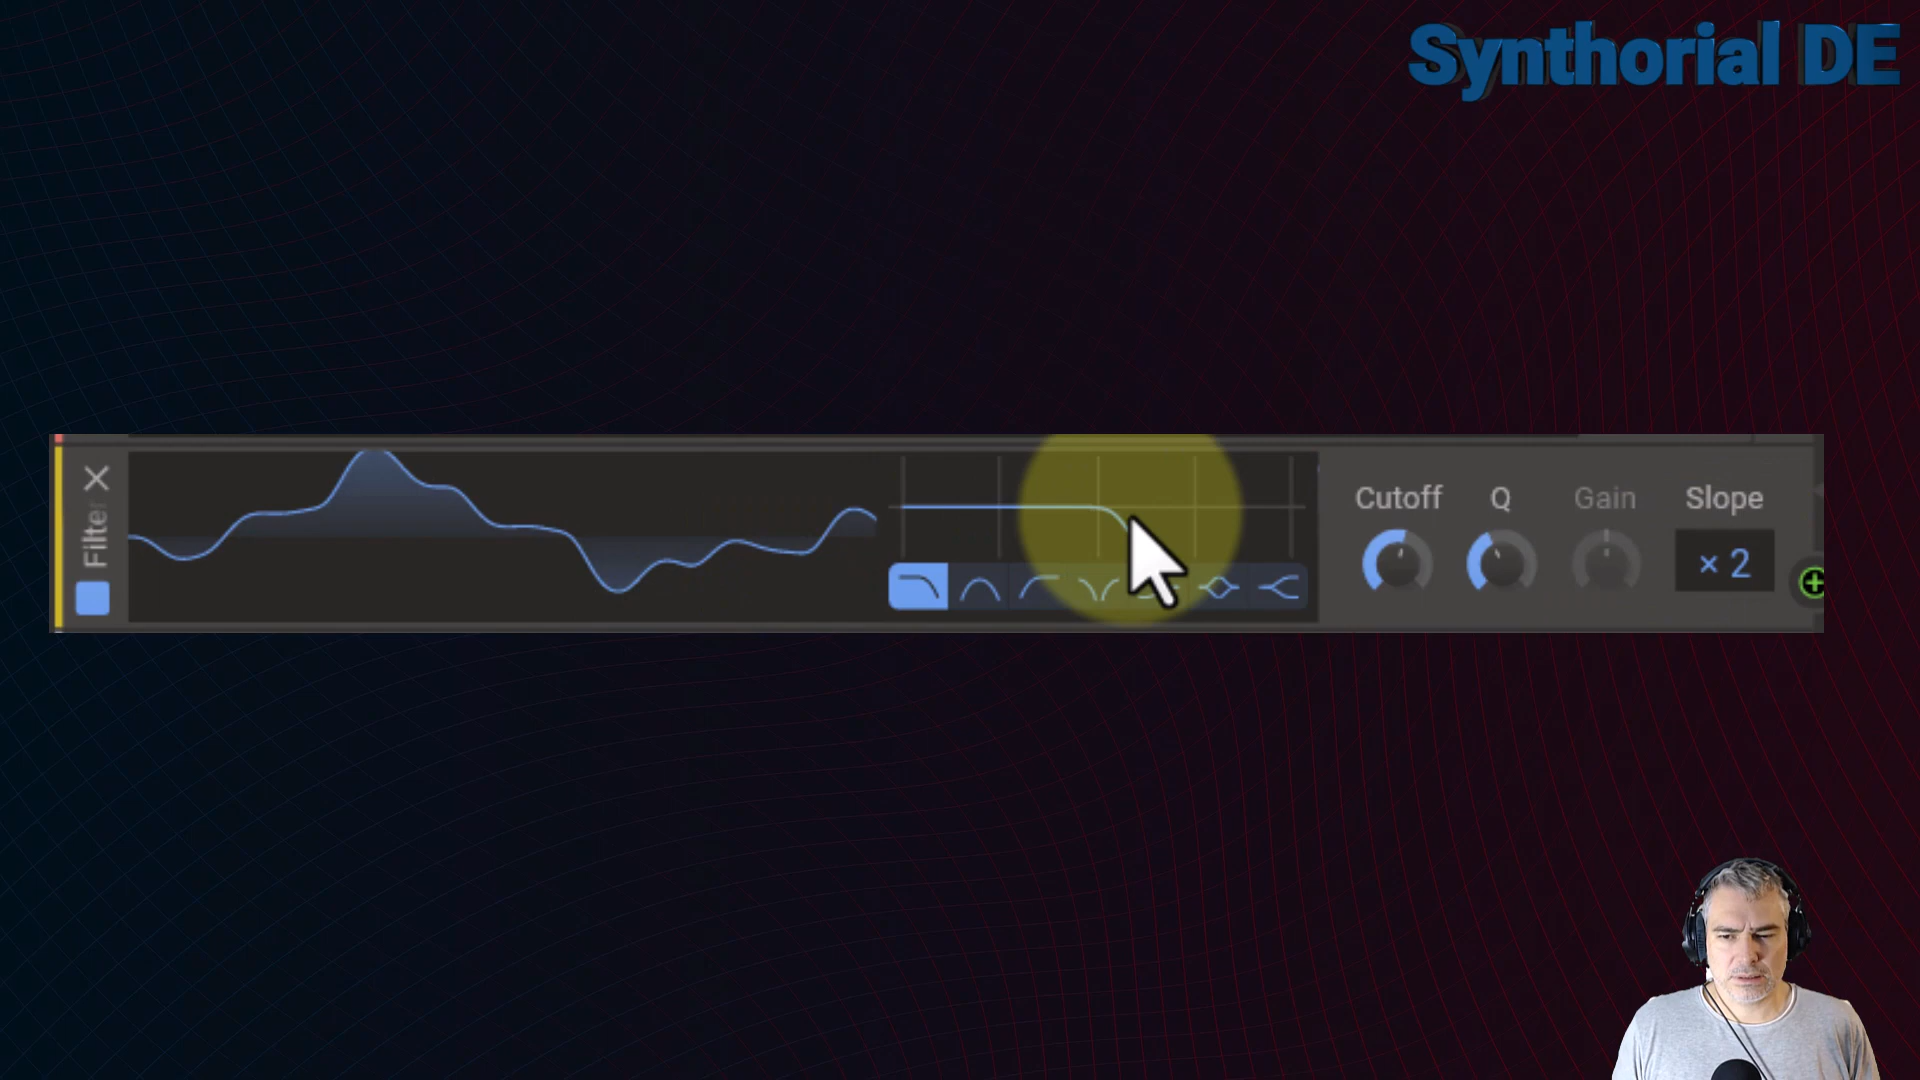 Synthorial DE
Filter
Cutoff
Q
Gain
Slope
× 2